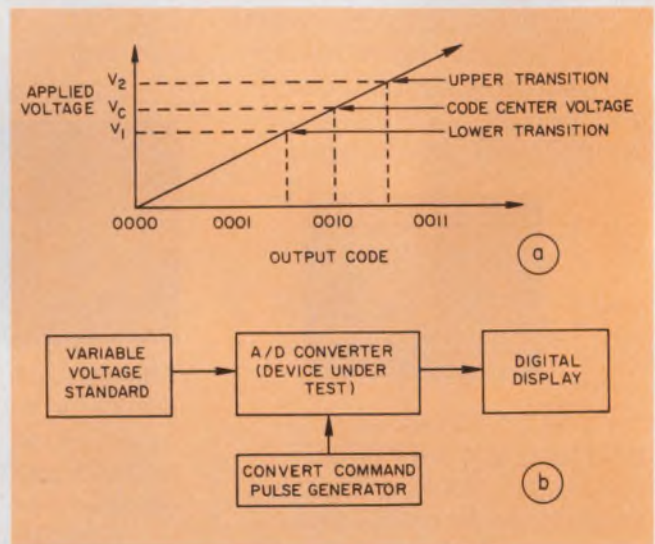 V2
UPPER TRANSITION
APPLIED
VOLTAGE
VC
CODE CENTER VOLTAGE
V1
LOWER TRANSITION
0000 0001 0010 0011
OUTPUT CODE
a
VARIABLE
VOLTAGE
STANDARD
A/D CONVERTER
(DEVICE UNDER
TEST)
DIGITAL
DISPLAY
CONVERT COMMAND
PULSE GENERATOR
b